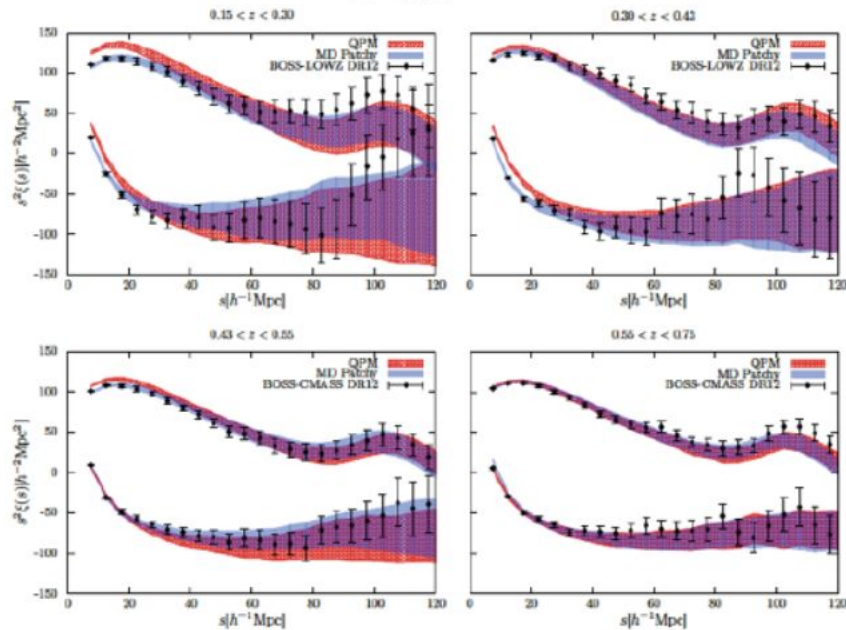 0.15 < z < 0.30
0.30 < z < 0.43
150
100
50
0
−50
−100
−150
s²ξ(s)[h⁻²Mpc²]
QPM
MD Patchy
BOSS-LOWZ DR12
QPM
MD Patchy
BOSS-LOWZ DR12
0 20 40 60 80 100 120
s[h⁻¹Mpc]
0 20 40 60 80 100 120
s[h⁻¹Mpc]
0.43 < z < 0.55
0.55 < z < 0.75
150
100
50
0
−50
−100
−150
s²ξ(s)[h⁻²Mpc²]
QPM
MD Patchy
BOSS-CMASS DR12
QPM
MD Patchy
BOSS-CMASS DR12
0 20 40 60 80 100 120
s[h⁻¹Mpc]
0 20 40 60 80 100 120
s[h⁻¹Mpc]